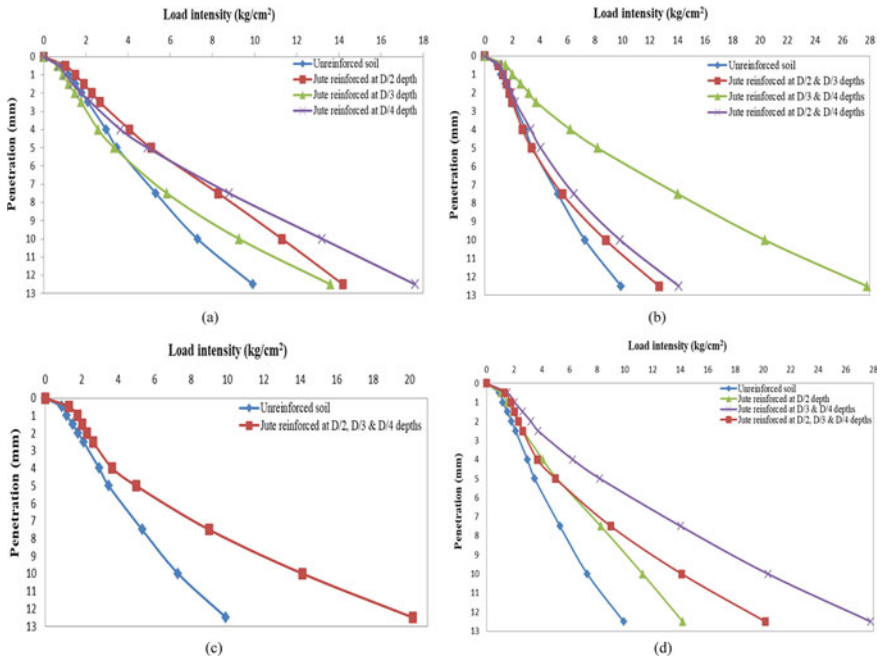 Load intensity (kg/cm²)
0 2 4 6 8 10 12 14 16 18
0
1
2
3
4
5
6
7
8
9
10
11
12
13
Penetration (mm)
Unreinforced soil
Jute reinforced at D/2 depth
Jute reinforced at D/3 depth
Jute reinforced at D/4 depth
(a)
Load intensity (kg/cm²)
0 2 4 6 8 10 12 14 16 18 20 22 24 26 28
0
1
2
3
4
5
6
7
8
9
10
11
12
13
Penetration (mm)
Unreinforced soil
Jute reinforced at D/2 & D/3 depths
Jute reinforced at D/3 & D/4 depths
Jute reinforced at D/2 & D/4 depths
(b)
Load intensity (kg/cm²)
0 2 4 6 8 10 12 14 16 18 20
0
1
2
3
4
5
6
7
8
9
10
11
12
13
Penetration (mm)
Unreinforced soil
Jute reinforced at D/2, D/3 & D/4 depths
(c)
Load intensity (kg/cm²)
0 2 4 6 8 10 12 14 16 18 20 22 24 26 28
0
1
2
3
4
5
6
7
8
9
10
11
12
13
Penetration (mm)
Unreinforced soil
Jute reinforced at D/2 depth
Jute reinforced at D/3 & D/4 depths
Jute reinforced at D/2, D/3 & D/4 depths
(d)